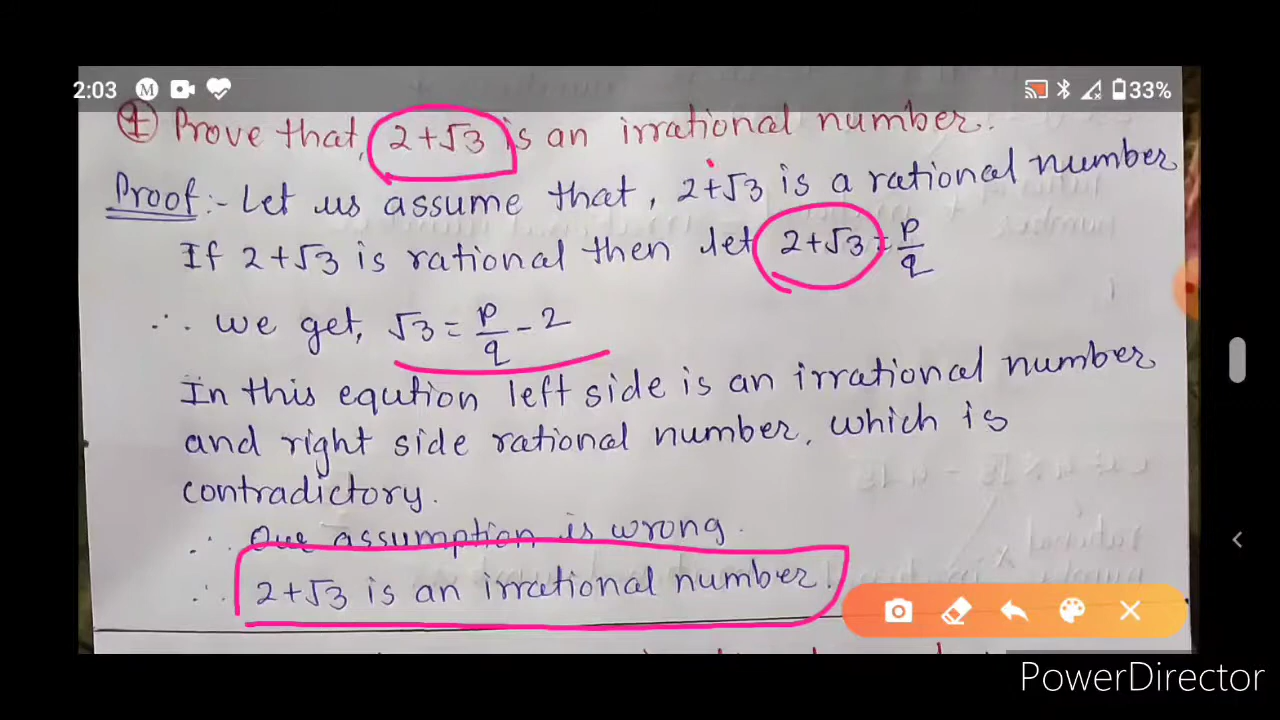 2:03 M 33%
① Prove that, 2+√3 is an irrational number.
Proof:- Let us assume that, 2+√3 is a rational number
If 2+√3 is rational then let 2+√3 = p/q
∴ we get, √3 = p/q - 2
In this eqution left side is an irrational number
and right side rational number, which is
contradictory.
∴ Our assumption is wrong.
∴ 2+√3 is an irrational number.
PowerDirector